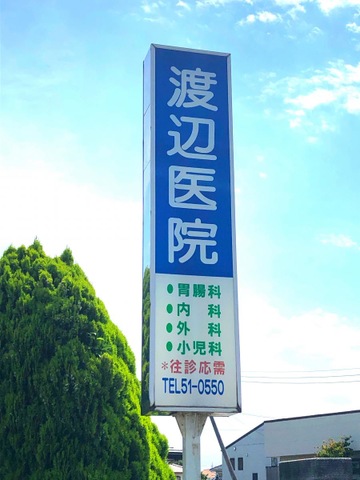 渡辺医院
●胃腸科
●内科
●外科
●小児科
*往診応需
TEL51-0550